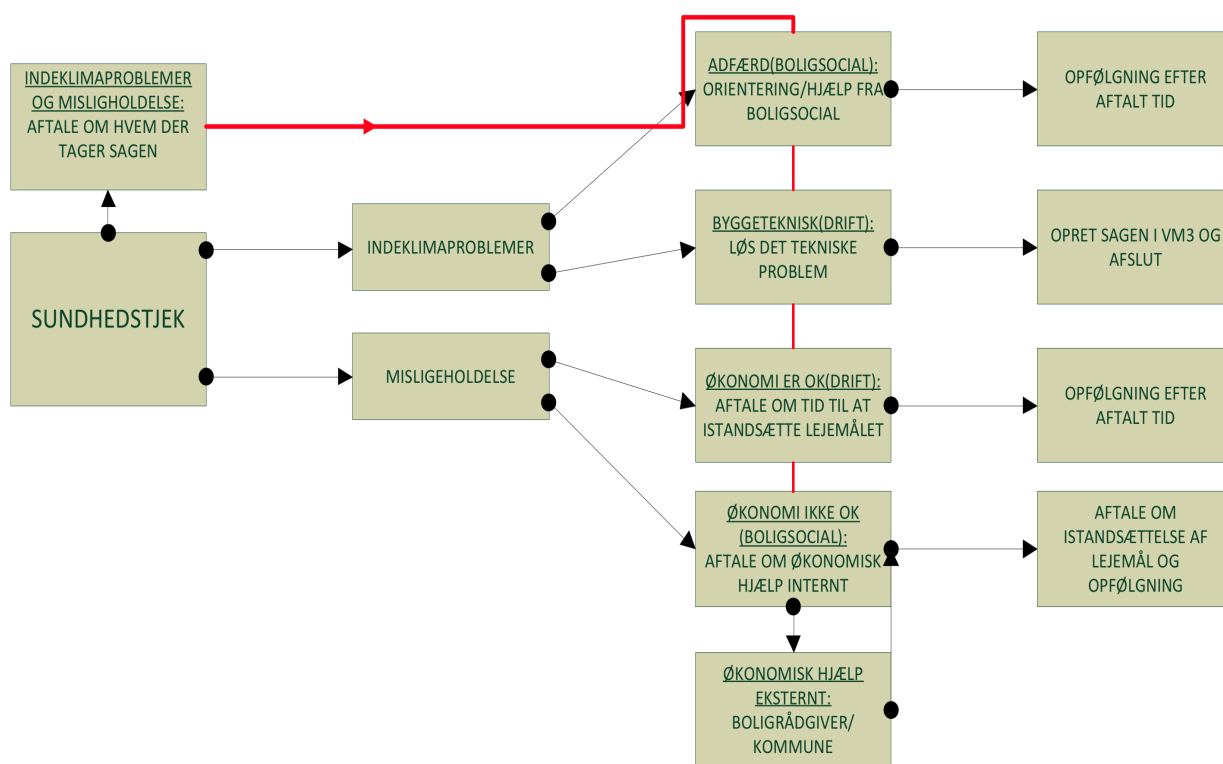 INDEKLIMAPROBLEMER
OG MISLIGHOLDELSE:
AFTALE OM HVEM DER
TAGER SAGEN
SUNDHEDSTJEK
INDEKLIMAPROBLEMER
MISLIGEHOLDELSE
ADFÆRD(BOLIGSOCIAL):
ORIENTERING/HJÆLP FRA
BOLIGSOCIAL
OPFØLGNING EFTER
AFTALT TID
BYGGETEKNISK(DRIFT):
LØS DET TEKNISKE
PROBLEM
OPRET SAGEN I VM3 OG
AFSLUT
ØKONOMI ER OK(DRIFT):
AFTALE OM TID TIL AT
ISTANDSÆTTE LEJEMÅLET
OPFØLGNING EFTER
AFTALT TID
ØKONOMI IKKE OK
(BOLIGSOCIAL):
AFTALE OM ØKONOMISK
HJÆLP INTERNT
AFTALE OM
ISTANDSÆTTELSE AF
LEJEMÅL OG
OPFØLGNING
ØKONOMISK HJÆLP
EKSTERNT:
BOLIGRÅDGIVER/
KOMMUNE